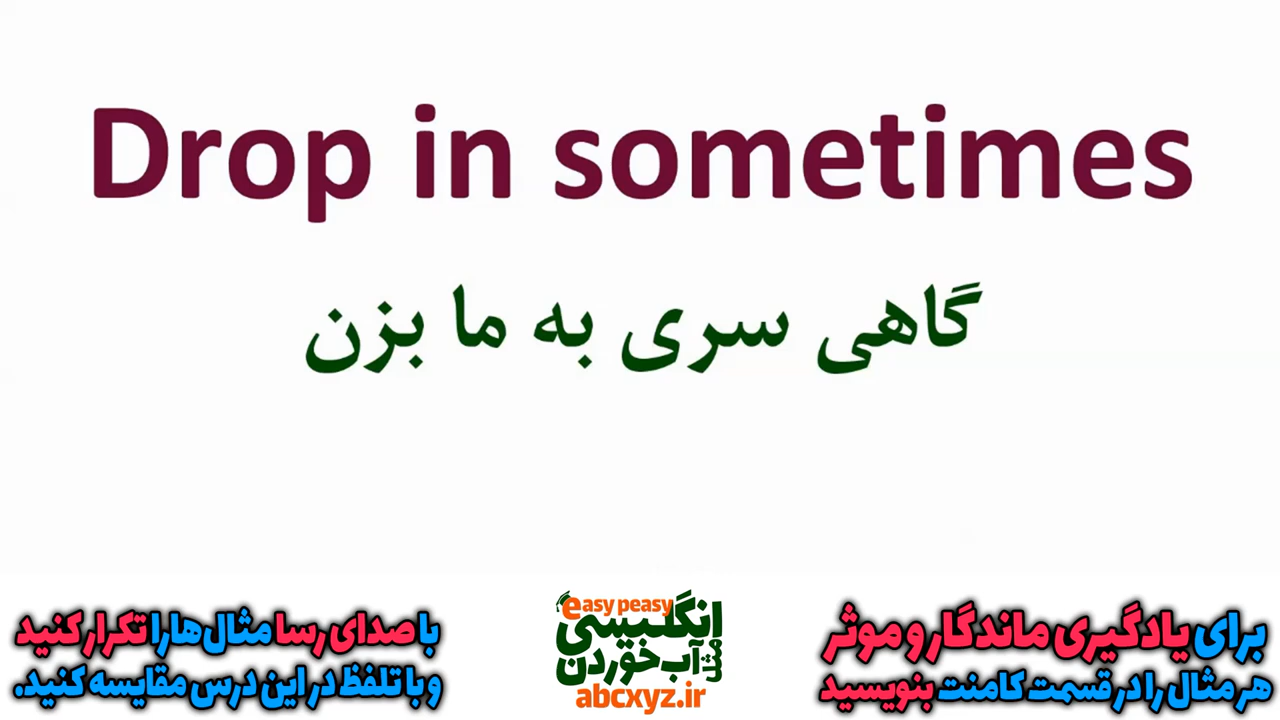 Drop in sometimes
گاهی سری به ما بزن
برای یادگیری ماندگار و موثر
هر مثال را در قسمت کامنت بنویسید
easy peasy
انگلیسی
مثل آب خوردن
abcxyz.ir
با صدای رسا مثال‌ها را تکرار کنید
و با تلفظ در این درس مقایسه کنید.